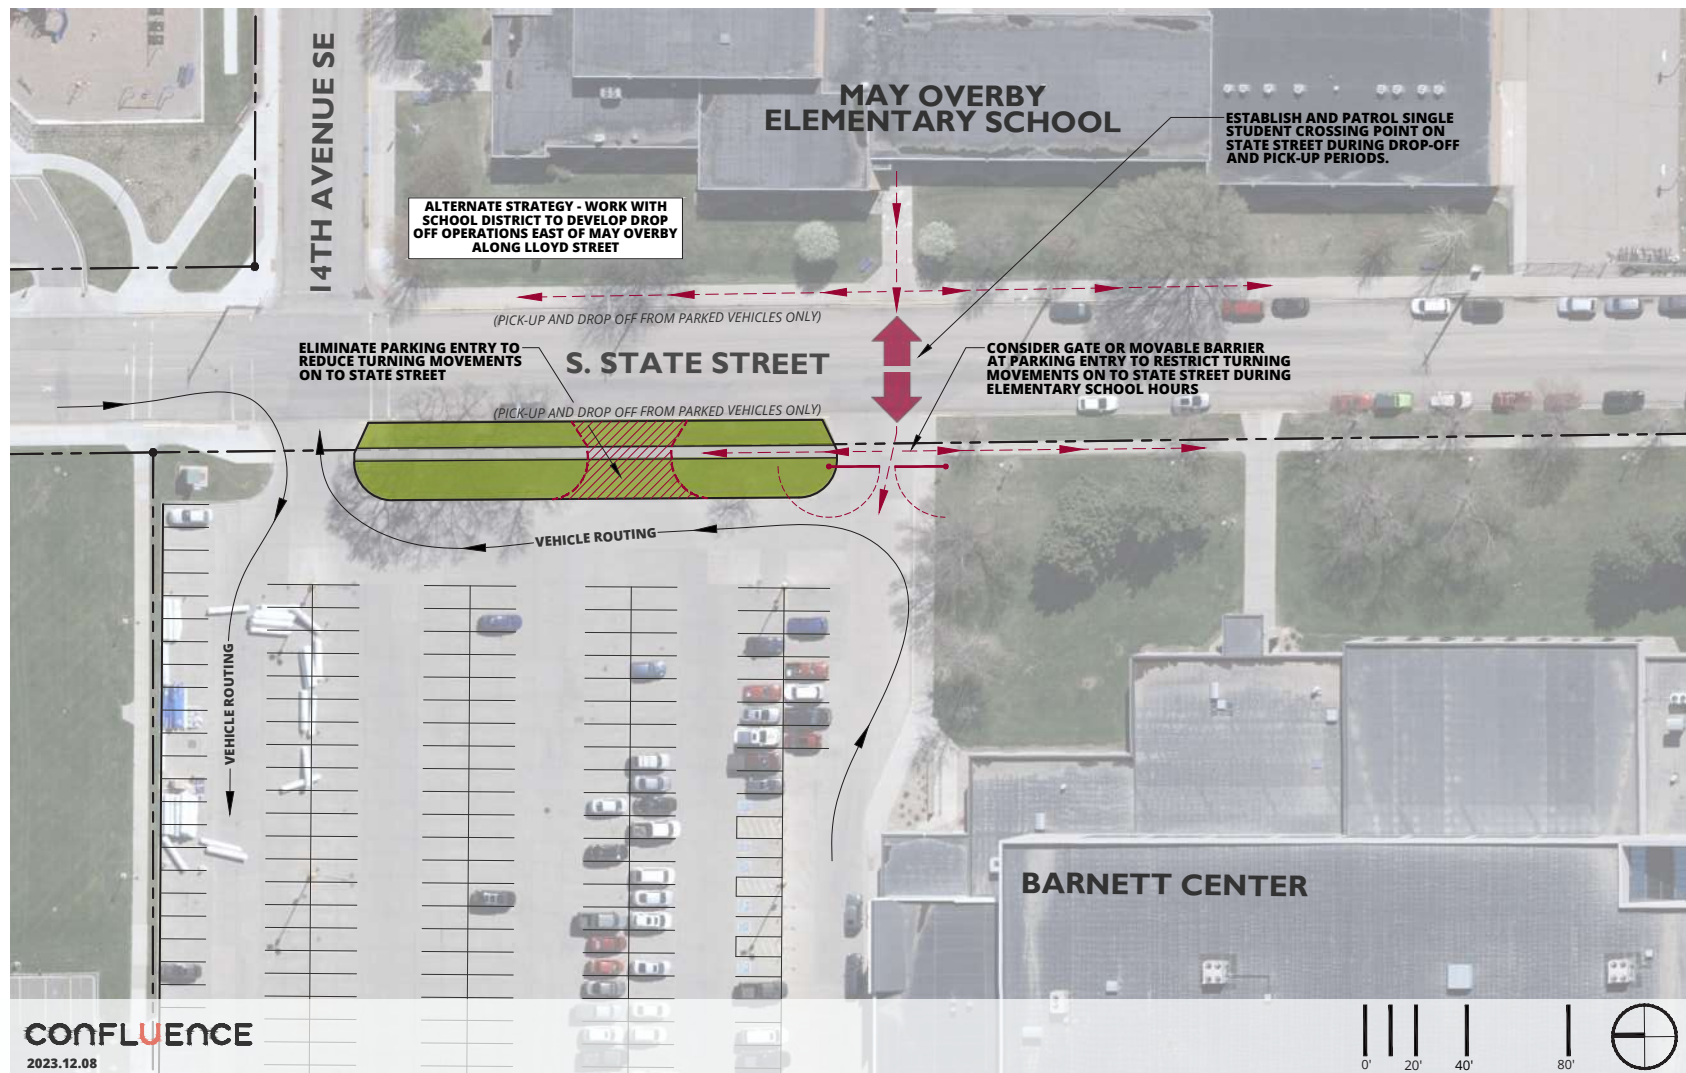 14TH AVENUE SE
MAY OVERBY
ELEMENTARY SCHOOL
ESTABLISH AND PATROL SINGLE
STUDENT CROSSING POINT ON
STATE STREET DURING DROP-OFF
AND PICK-UP PERIODS.
ALTERNATE STRATEGY - WORK WITH
SCHOOL DISTRICT TO DEVELOP DROP
OFF OPERATIONS EAST OF MAY OVERBY
ALONG LLOYD STREET
(PICK-UP AND DROP OFF FROM PARKED VEHICLES ONLY)
ELIMINATE PARKING ENTRY TO
REDUCE TURNING MOVEMENTS
ON TO STATE STREET
S. STATE STREET
CONSIDER GATE OR MOVABLE BARRIER
AT PARKING ENTRY TO RESTRICT TURNING
MOVEMENTS ON TO STATE STREET DURING
ELEMENTARY SCHOOL HOURS
(PICK-UP AND DROP OFF FROM PARKED VEHICLES ONLY)
VEHICLE ROUTING
VEHICLE ROUTING
BARNETT CENTER
CONFLUENCE
2023.12.08
0' 20' 40' 80'